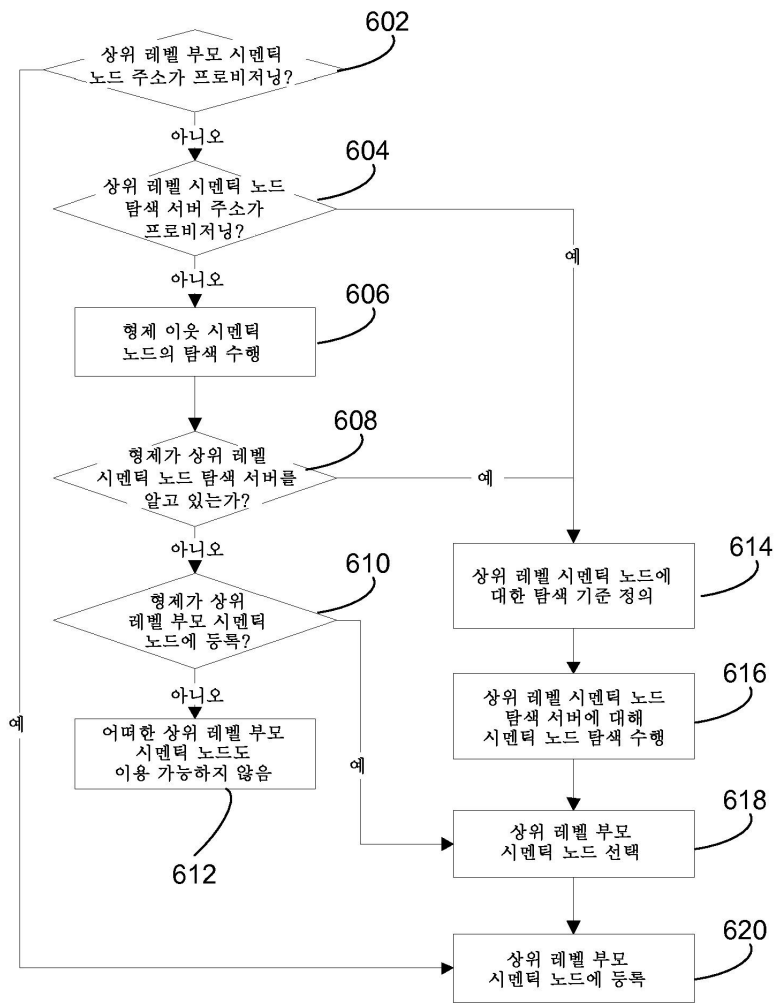 602
상위 레벨 부모 시멘틱
노드 주소가 프로비저닝?
아니오
604
상위 레벨 시멘틱 노드
탐색 서버 주소가
프로비저닝?
예
아니오
606
형제 이웃 시멘틱
노드의 탐색 수행
608
형제가 상위 레벨
시멘틱 노드 탐색 서버를
알고 있는가?
예
아니오
610
형제가 상위
레벨 부모 시멘틱
노드에 등록?
614
상위 레벨 시멘틱 노드에
대한 탐색 기준 정의
아니오
616
상위 레벨 시멘틱 노드
탐색 서버에 대해
시멘틱 노드 탐색 수행
예
어떠한 상위 레벨 부모
시멘틱 노드도
이용 가능하지 않음
예
612
618
상위 레벨 부모
시멘틱 노드 선택
620
상위 레벨 부모
시멘틱 노드에 등록